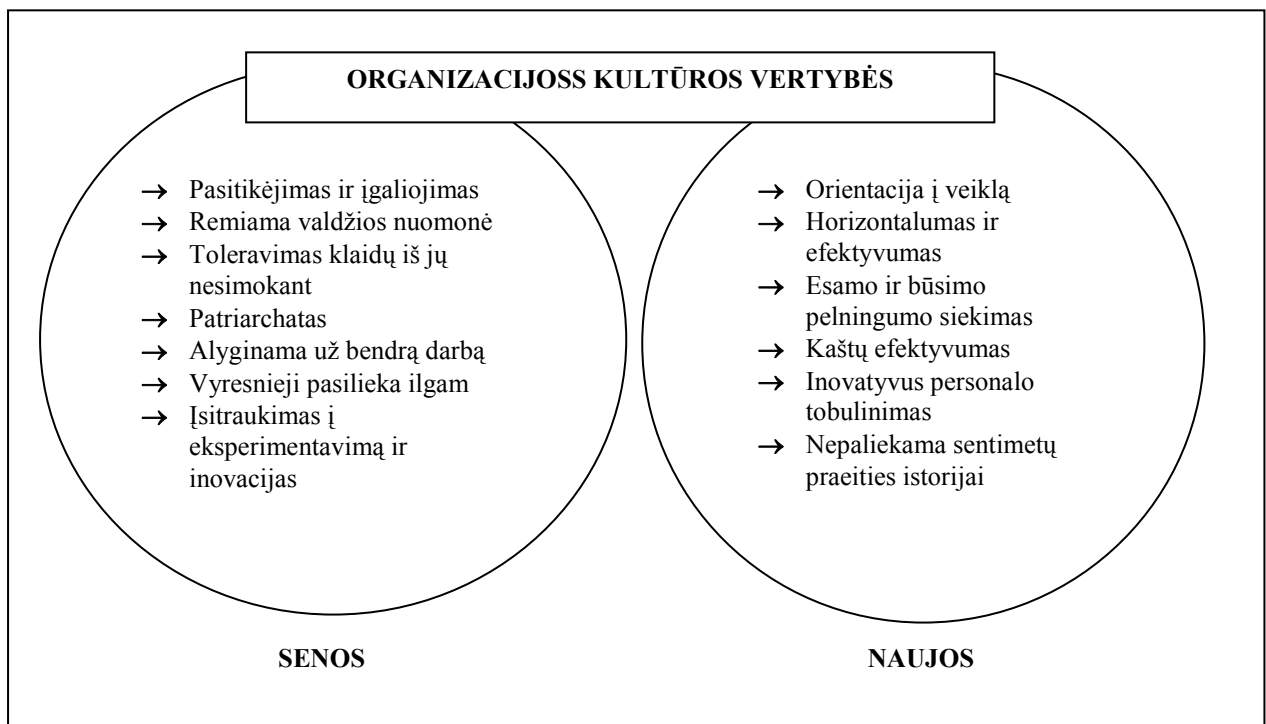 ORGANIZACIJOSS KULTŪROS VERTYBĖS
→ Pasitikėjimas ir įgaliojimas
→ Remiama valdžios nuomonė
→ Toleravimas klaidų iš jų
nesimokant
→ Patriarchatas
→ Alyginama už bendrą darbą
→ Vyresnieji pasilieka ilgam
→ Įsitraukimas į
eksperimentavimą ir
inovacijas
SENOS
→ Orientacija į veiklą
→ Horizontalumas ir
efektyvumas
→ Esamo ir būsimo
pelningumo siekimas
→ Kaštų efektyvumas
→ Inovatyvus personalo
tobulinimas
→ Nepaliekama sentimetų
praeities istorijai
NAUJOS